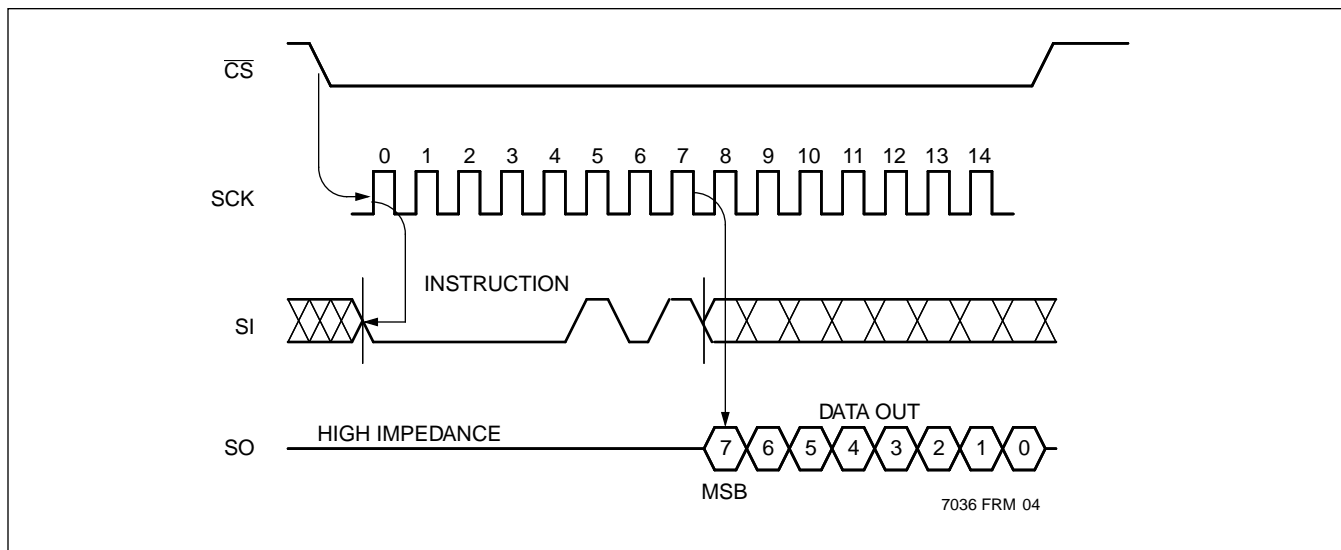 C̅S̅
0 1 2 3 4 5 6 7 8 9 10 11 12 13 14
SCK
INSTRUCTION
SI
DATA OUT
HIGH IMPEDANCE
SO
7 6 5 4 3 2 1 0
MSB
7036 FRM 04